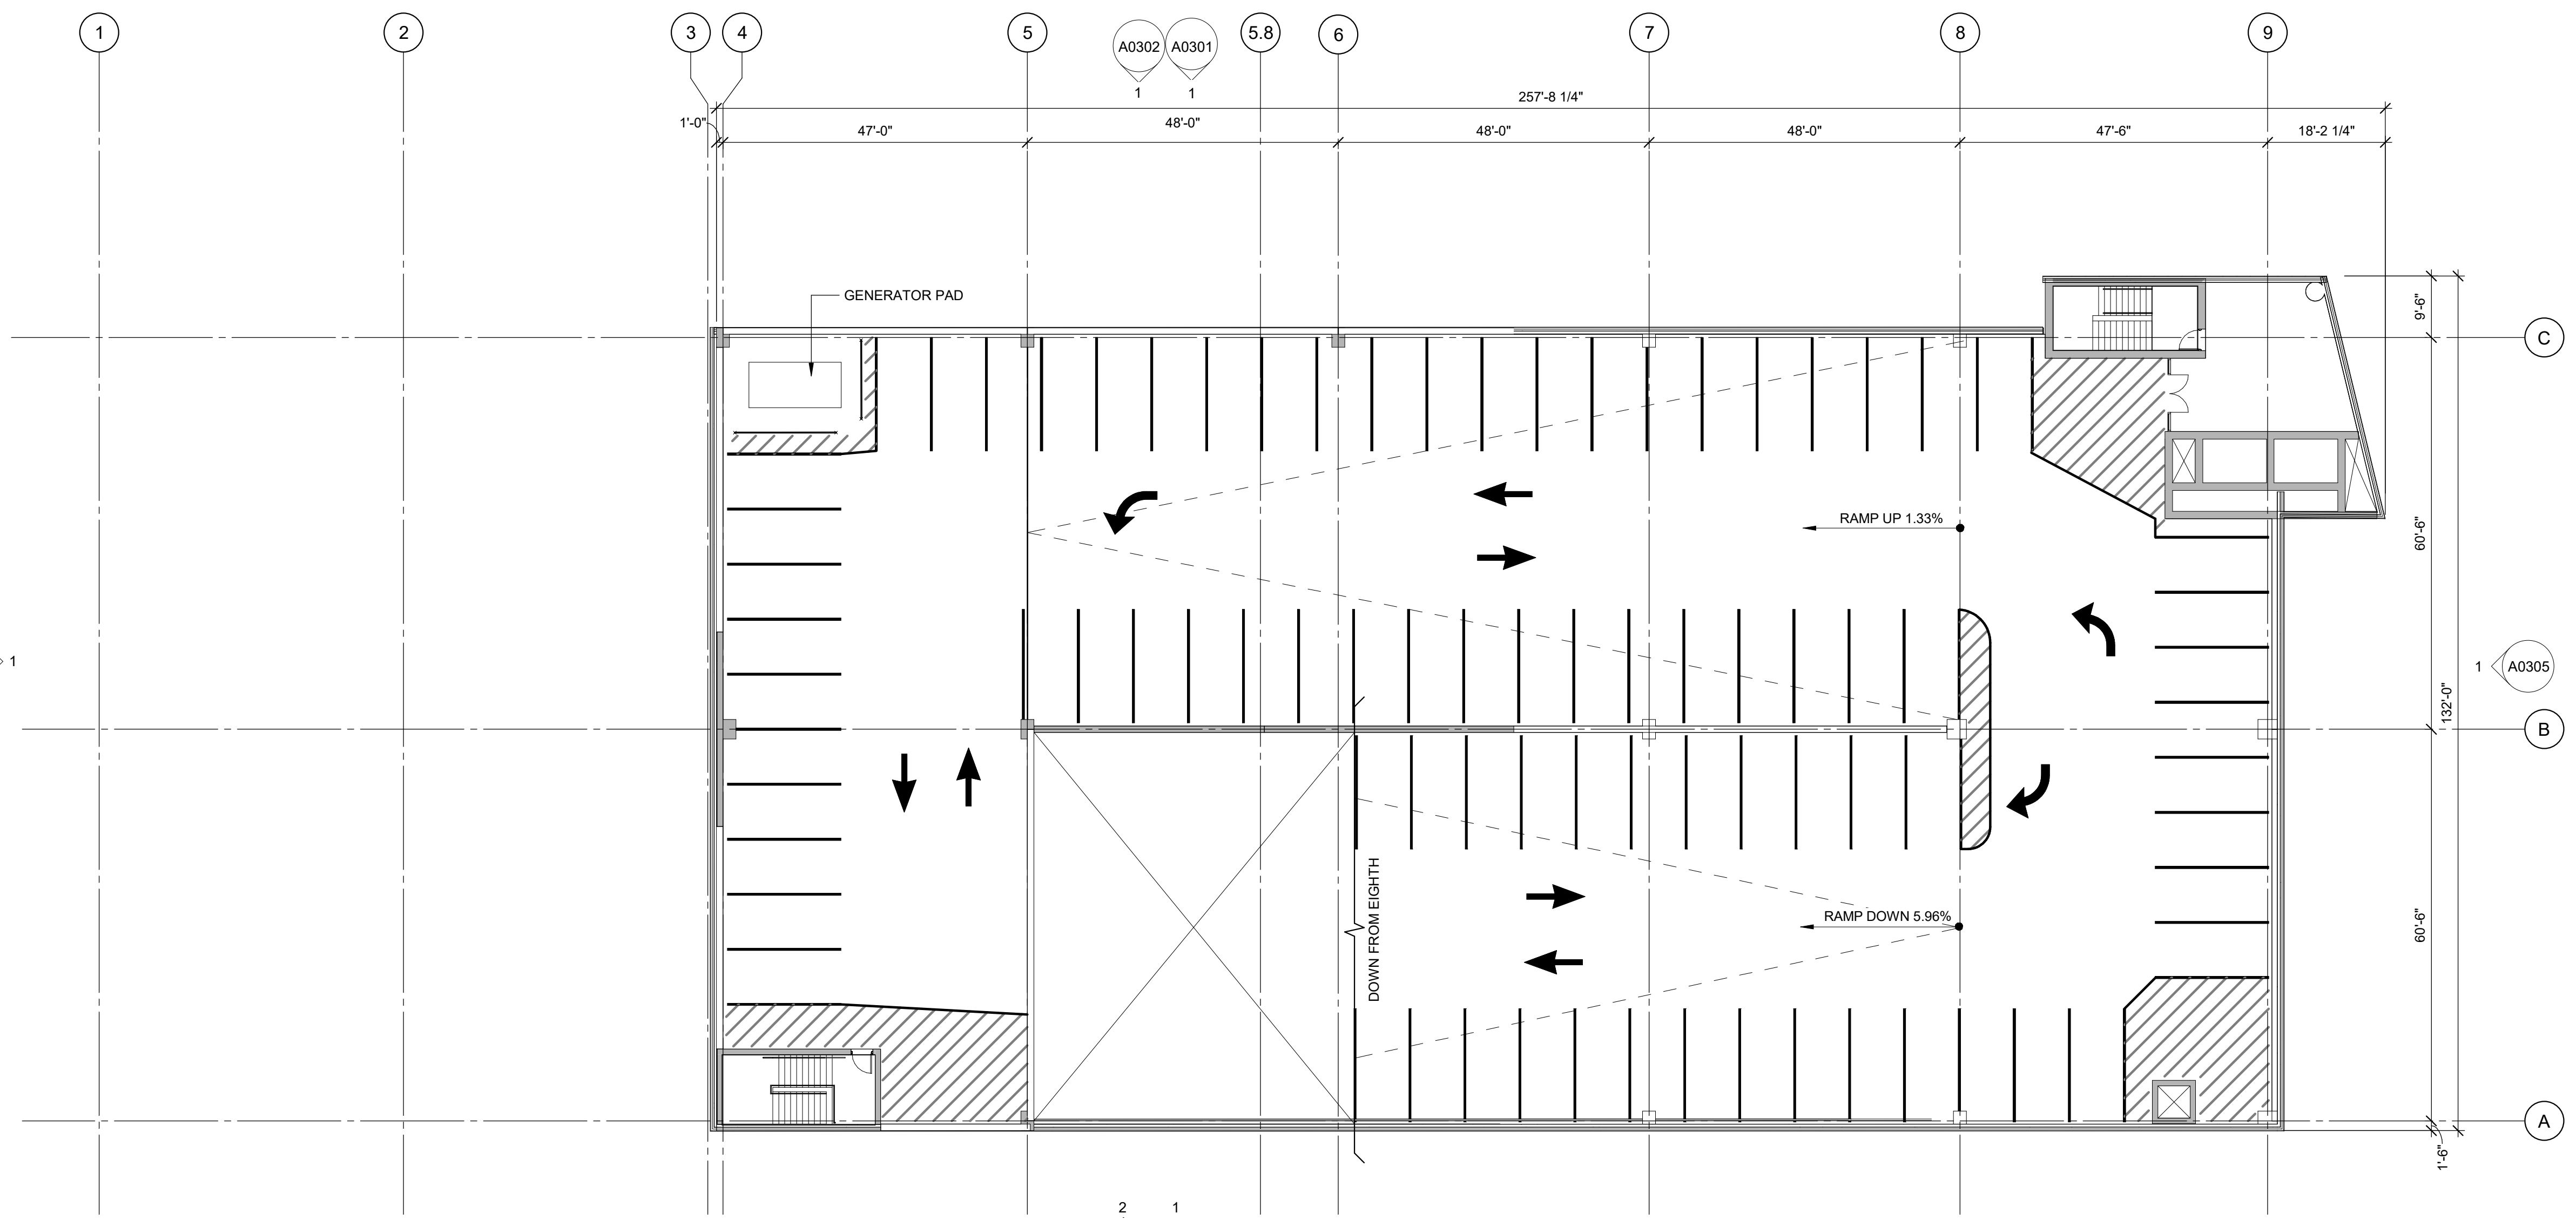 1 2 3 4 5 5.8 6 7 8 9
A0302 A0301
1 1
257'-8 1/4"
1'-0" 47'-0" 48'-0" 48'-0" 48'-0" 47'-6" 18'-2 1/4"
GENERATOR PAD
9'-6"
C
RAMP UP 1.33%
60'-6"
1
1 A0305
132'-0"
B
DOWN FROM EIGHTH
RAMP DOWN 5.96%
60'-6"
A
1'-6"
2 1